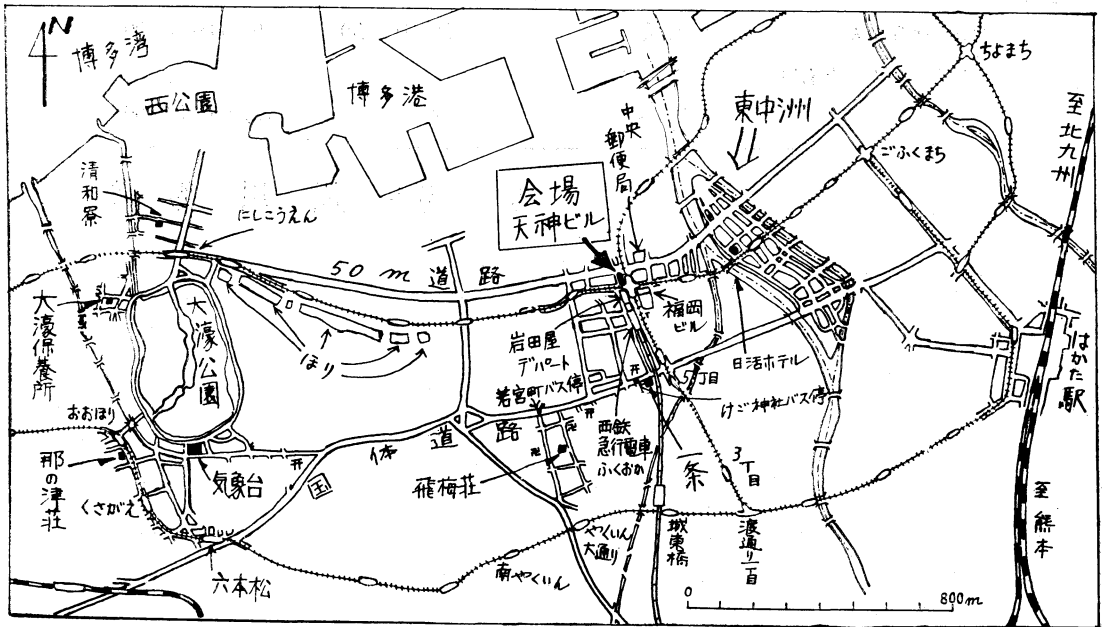 N
博多湾
西公園
博多港
中央郵便局
東中洲
ちよまち
至北九州
ごふくまち
清和寮
にしこうえん
会場
天神ビル
50m道路
大濠保養所
大濠公園
ほり
福岡ビル
岩田屋
デパート
日活ホテル
はかた駅
若宮町バス停
5丁目
けご神社バス停
おおほり
国体道路
西鉄
急行電車
ふくおか
一条
3丁目
那の津荘
気象台
飛梅荘
くさがえ
やくいん
大通り
城東橋
渡通り一丁目
至熊本
六本松
南やくいん
0
800m